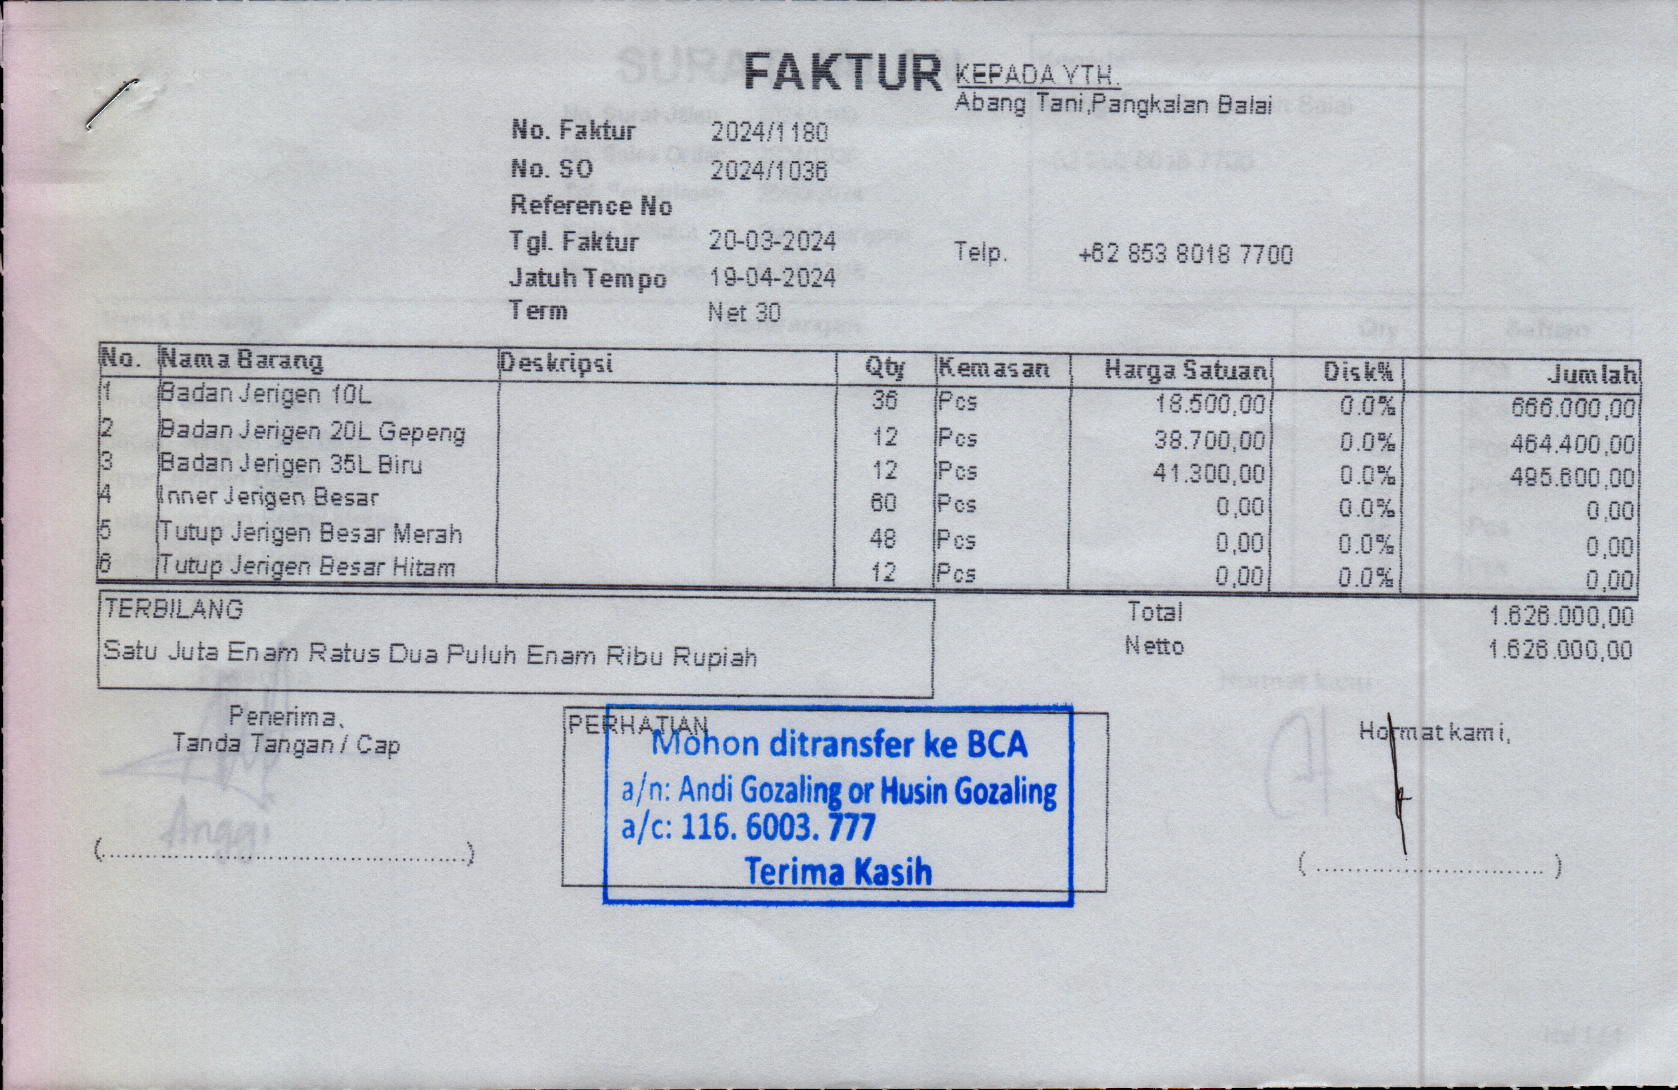 FAKTUR
KEPADA YTH.
Abang Tani,Pangkalan Balai
No. Faktur 2024/1180
No. SO 2024/1036
Reference No
Tgl. Faktur 20-03-2024
Telp. +62 853 8018 7700
Jatuh Tempo 19-04-2024
Term Net 30
No. Nama Barang Deskripsi Qty Kemasan Harga Satuan Disk% Jumlah
1 Badan Jerigen 10L 36 Pcs 18.500,00 0.0% 666.000,00
2 Badan Jerigen 20L Gepeng 12 Pcs 38.700,00 0.0% 464.400,00
3 Badan Jerigen 35L Biru 12 Pcs 41.300,00 0.0% 495.600,00
4 Inner Jerigen Besar 60 Pcs 0,00 0.0% 0,00
5 Tutup Jerigen Besar Merah 48 Pcs 0,00 0.0% 0,00
6 Tutup Jerigen Besar Hitam 12 Pcs 0,00 0.0% 0,00
TERBILANG
Satu Juta Enam Ratus Dua Puluh Enam Ribu Rupiah
Total 1.626.000,00
Netto 1.626.000,00
Penerima,
Tanda Tangan / Cap
Anggi
PERHATIAN
Mohon ditransfer ke BCA
a/n: Andi Gozaling or Husin Gozaling
a/c: 116. 6003. 777
Terima Kasih
Hormat kami,